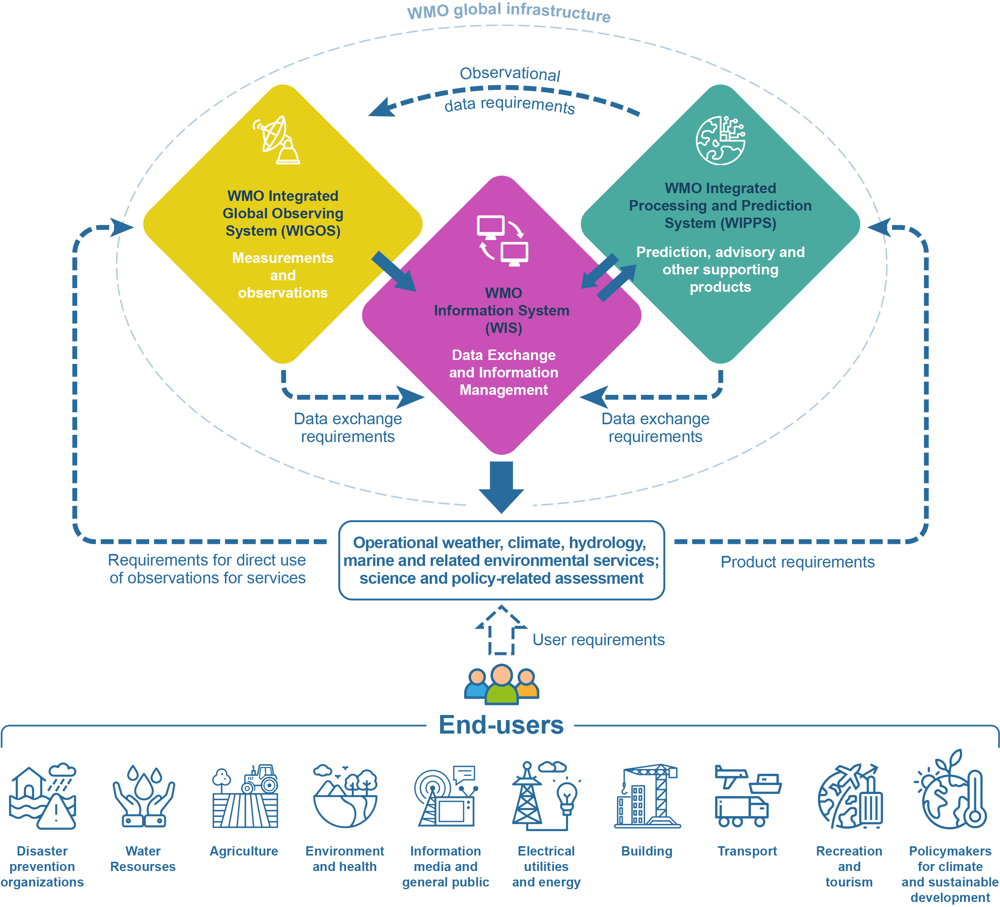 WMO global infrastructure
Observational
data requirements
WMO Integrated
Global Observing
System (WIGOS)
Measurements
and
observations
WMO Integrated
Processing and Prediction
System (WIPPS)
Prediction, advisory and
other supporting
products
WMO
Information System
(WIS)
Data Exchange
and Information
Management
Data exchange
requirements
Data exchange
requirements
Operational weather, climate, hydrology,
marine and related environmental services;
science and policy-related assessment
Requirements for direct use
of observations for services
Product requirements
User requirements
End-users
Disaster
prevention
organizations
Water
Resourses
Agriculture
Environment
and health
Information
media and
general public
Electrical
utilities
and energy
Building
Transport
Recreation
and
tourism
Policymakers
for climate
and sustainable
development